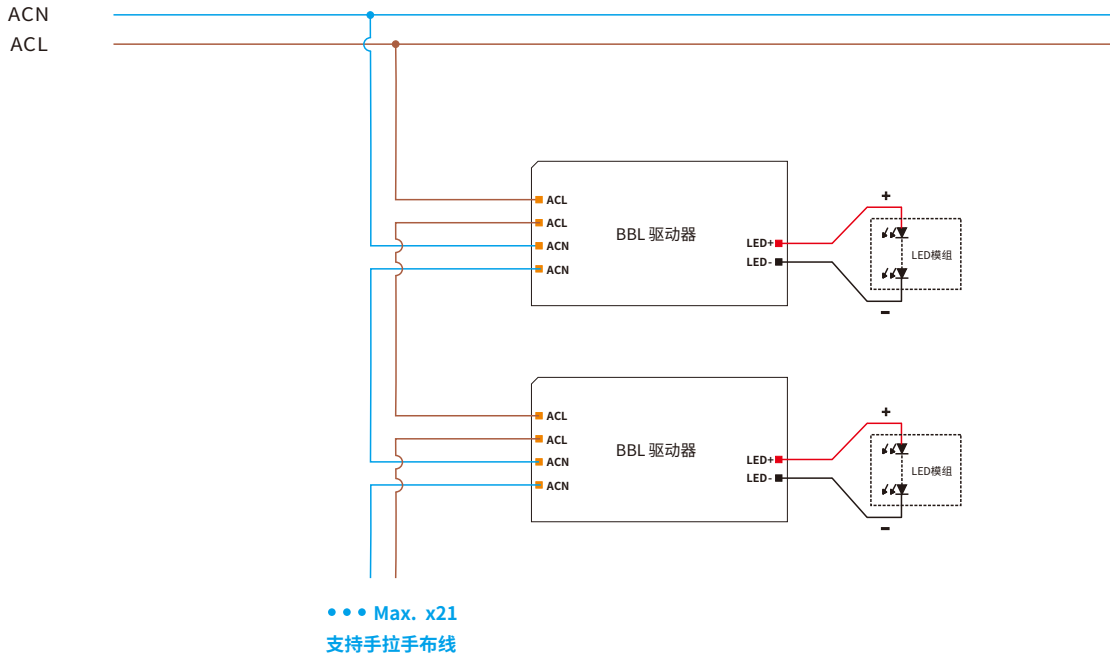 ACN
ACL
ACL
ACL
ACN
ACN
BBL 驱动器
LED+
LED-
+
LED模组
-
ACL
ACL
ACN
ACN
BBL 驱动器
LED+
LED-
+
LED模组
-
••• Max. x21
支持手拉手布线